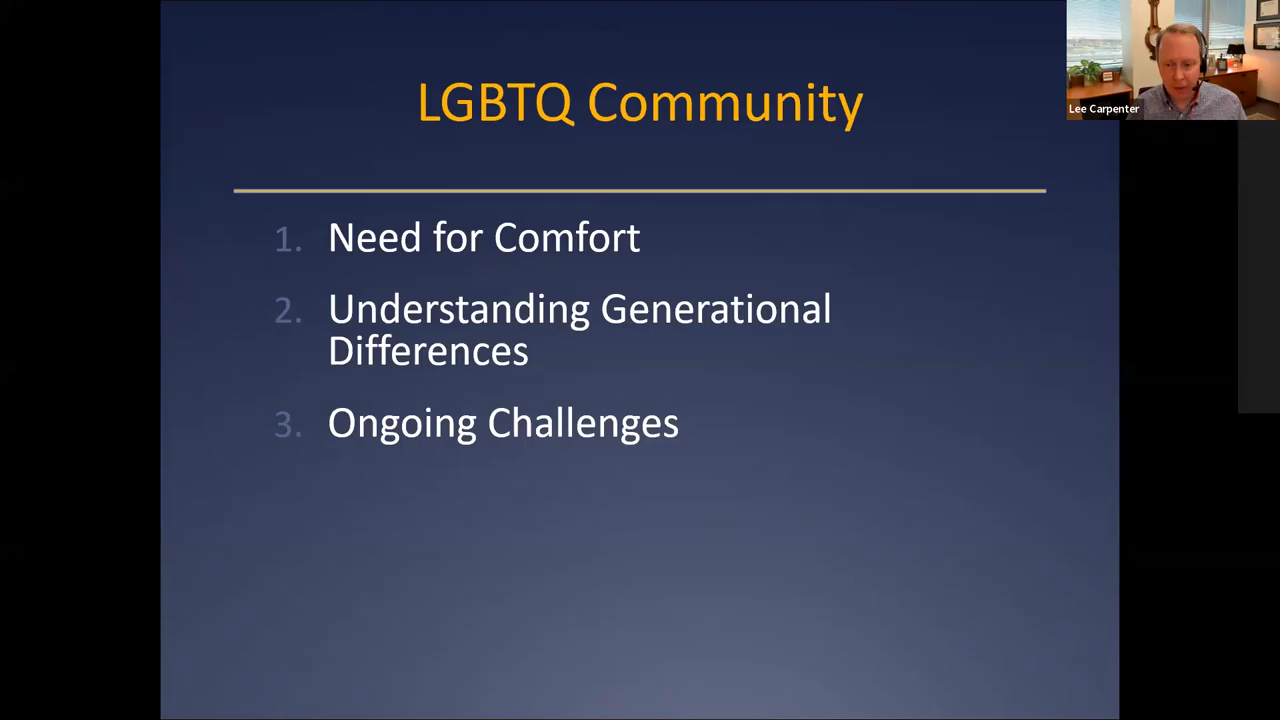 LGBTQ Community
Lee Carpenter
1. Need for Comfort
2. Understanding Generational
Differences
3. Ongoing Challenges